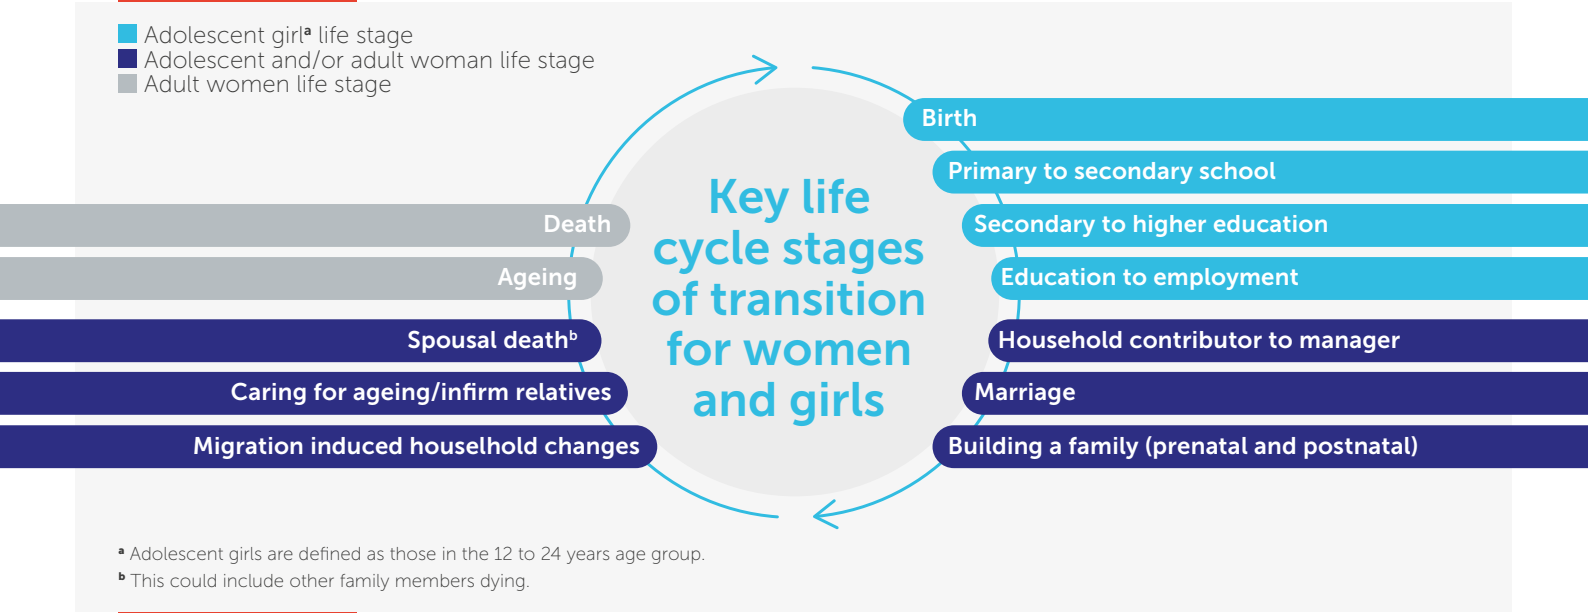 Adolescent girlᵃ life stage
Adolescent and/or adult woman life stage
Adult women life stage
Key life
cycle stages
of transition
for women
and girls
Birth
Primary to secondary school
Secondary to higher education
Education to employment
Household contributor to manager
Marriage
Building a family (prenatal and postnatal)
Migration induced houselhold changes
Caring for ageing/infirm relatives
Spousal deathᵇ
Ageing
Death
ᵃ Adolescent girls are defined as those in the 12 to 24 years age group.
ᵇ This could include other family members dying.